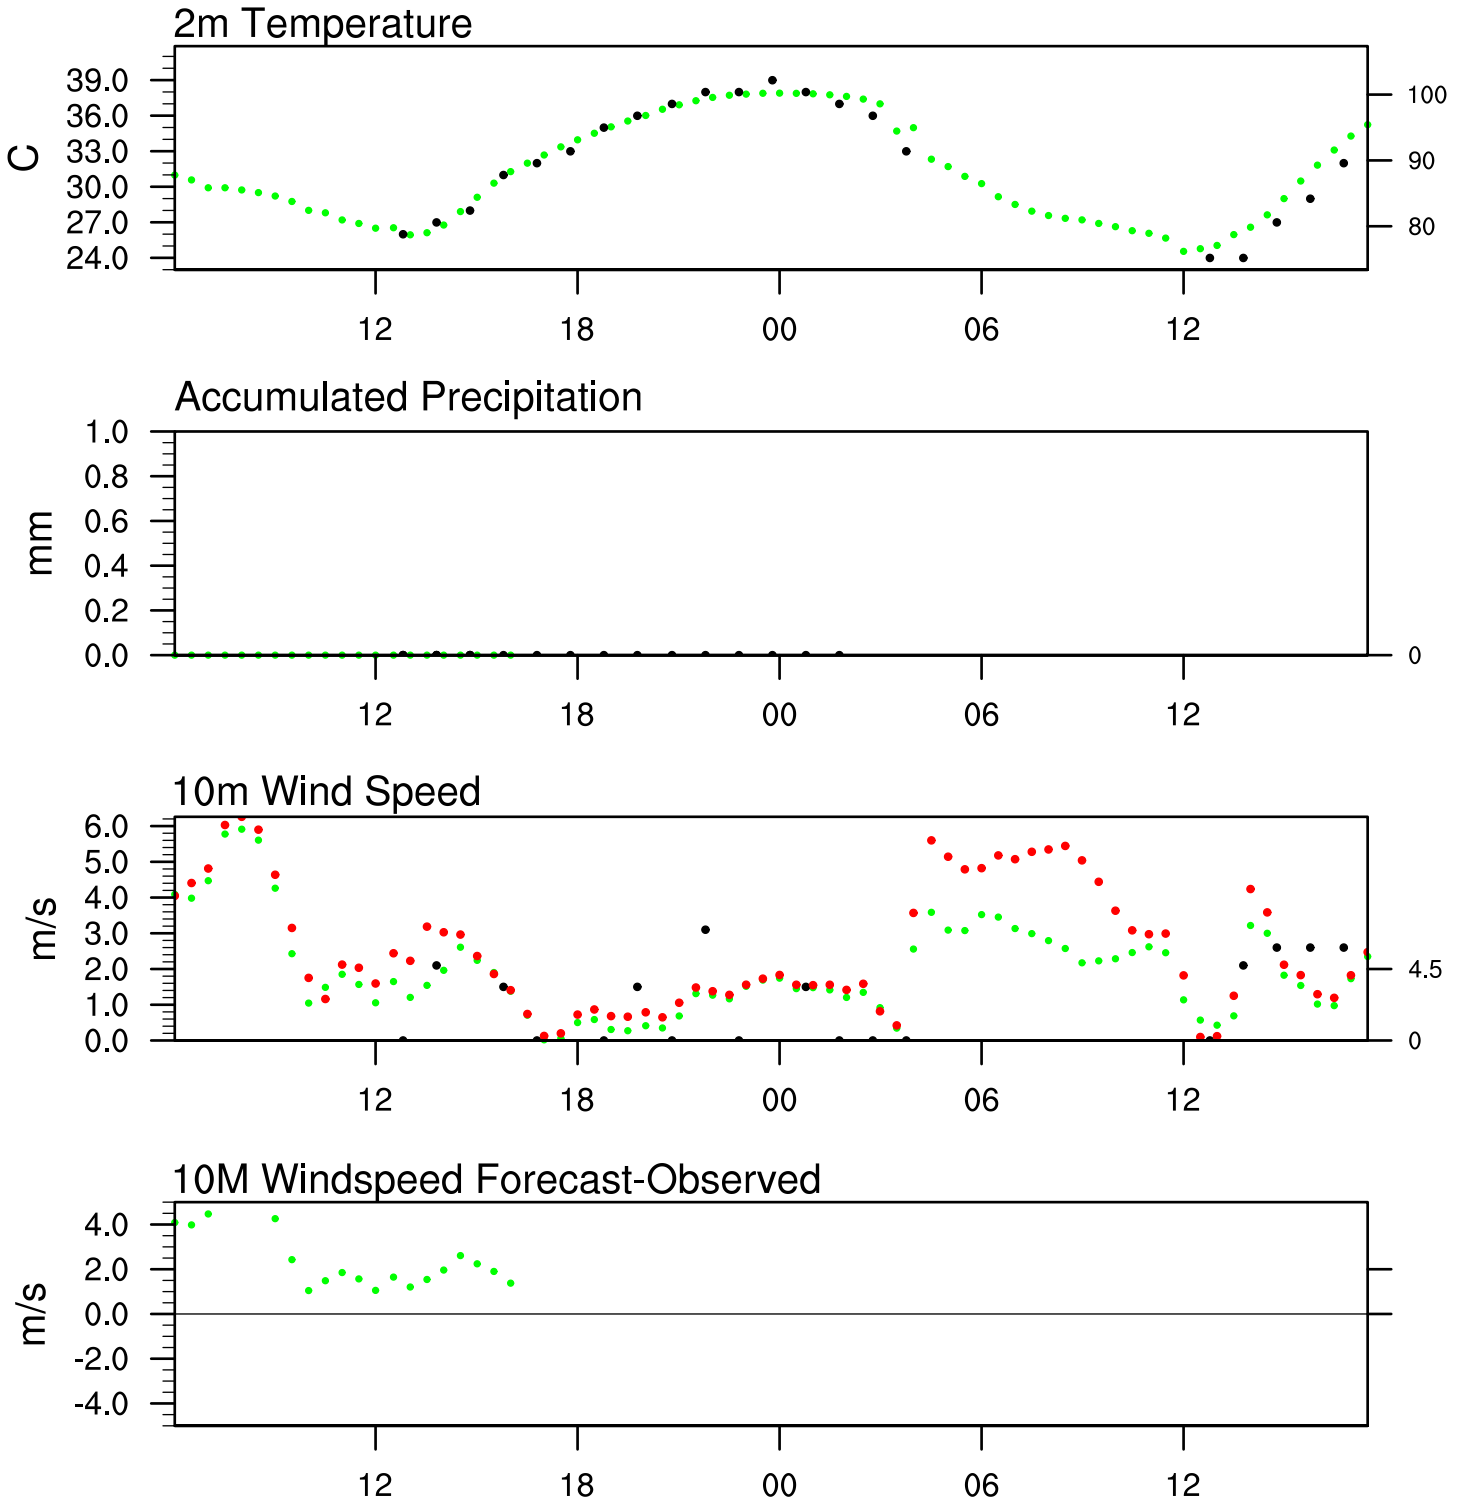 2m Temperature
C
39.0
36.0
33.0
30.0
27.0
24.0
100
90
80
12 18 00 06 12
Accumulated Precipitation
mm
1.0
0.8
0.6
0.4
0.2
0.0
0
12 18 00 06 12
10m Wind Speed
m/s
6.0
5.0
4.0
3.0
2.0
1.0
0.0
4.5
0
12 18 00 06 12
10M Windspeed Forecast-Observed
m/s
4.0
2.0
0.0
-2.0
-4.0
12 18 00 06 12